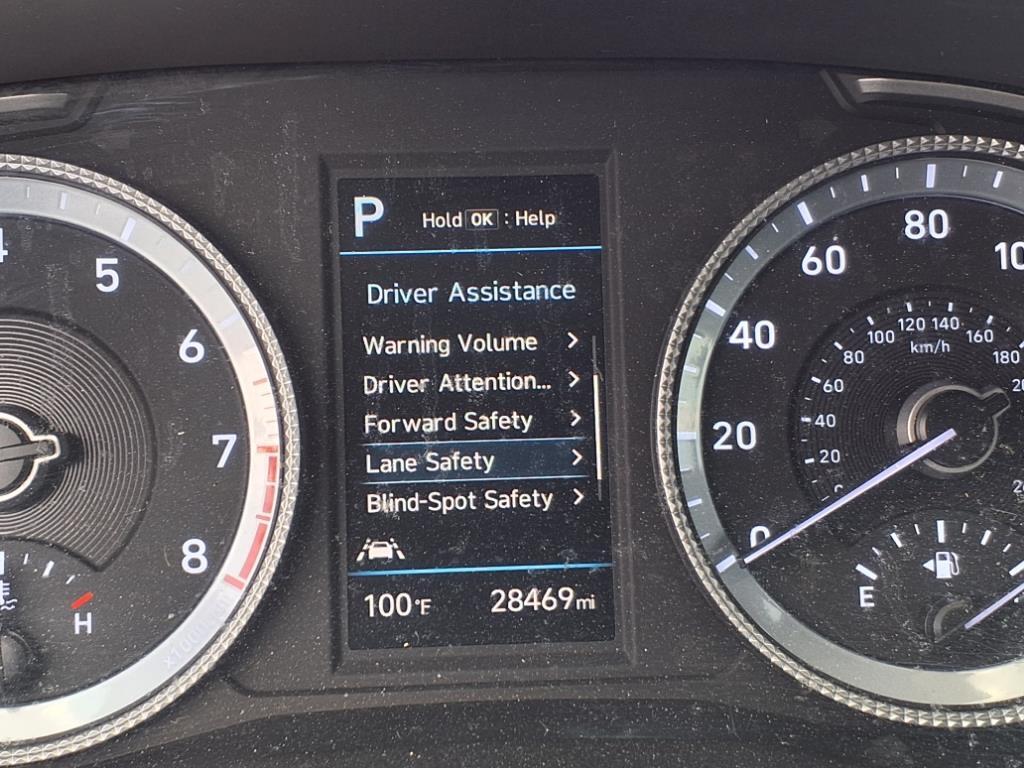 P
Hold OK : Help
Driver Assistance
Warning Volume >
Driver Attention... >
Forward Safety >
Lane Safety >
Blind-Spot Safety >
100°F 28469mi
4
5
6
7
8
H
0
20
40
60
80
km/h
20
40
60
80
100
120
140
160
180
E